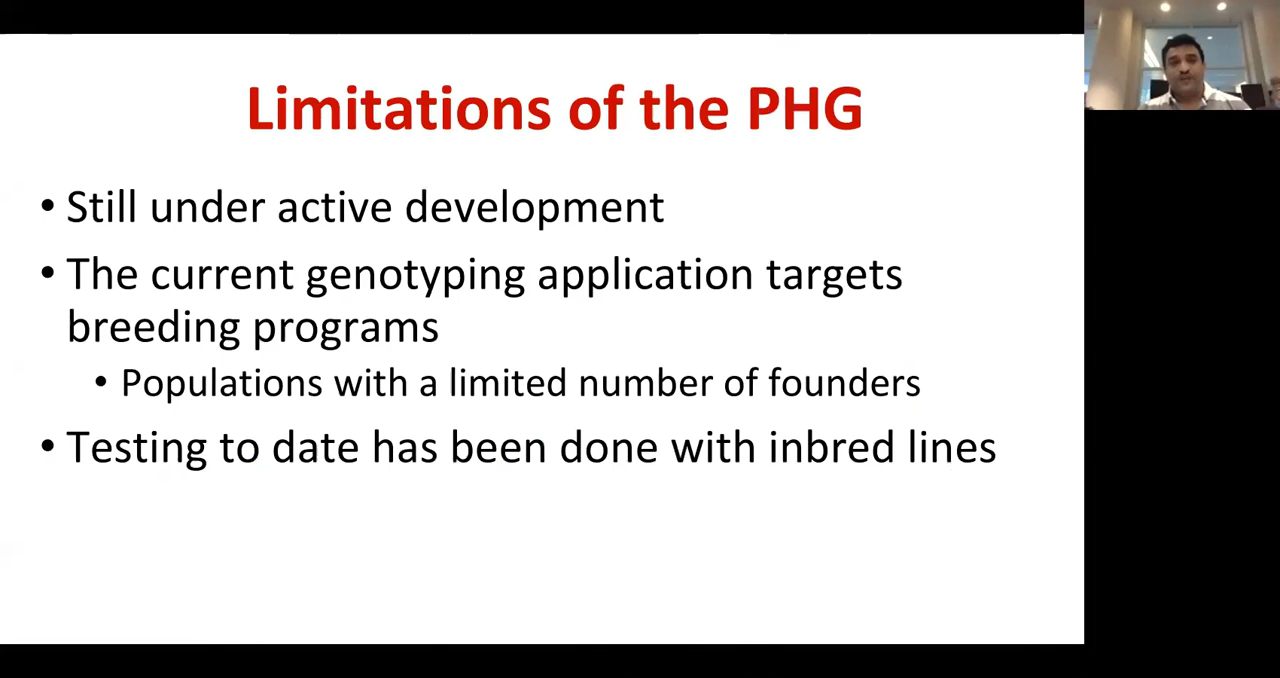 Limitations of the PHG
• Still under active development
• The current genotyping application targets
breeding programs
• Populations with a limited number of founders
• Testing to date has been done with inbred lines